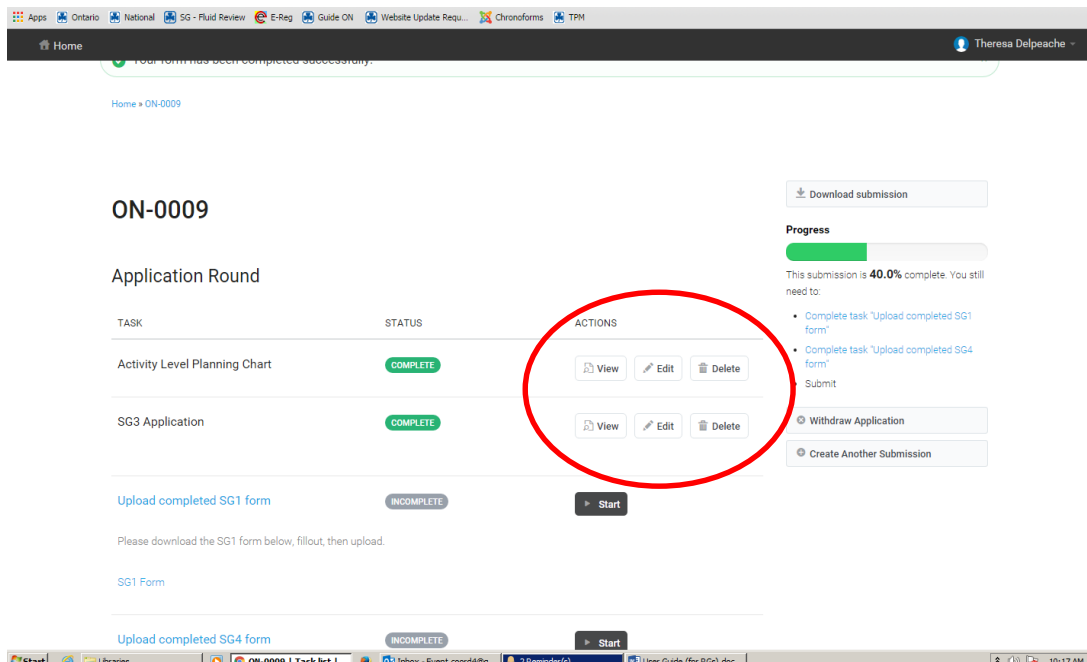 Apps Ontario National SG - Fluid Review E-Reg Guide ON Website Update Requ... Chronoforms TPM
Home Theresa Delpeache
Your form has been completed successfully.
Home » ON-0009
Download submission
ON-0009
Progress
Application Round
This submission is 40.0% complete. You still
need to:
TASK STATUS ACTIONS
Complete task "Upload completed SG1
form"
Complete task "Upload completed SG4
form"
Submit
Activity Level Planning Chart COMPLETE View Edit Delete
SG3 Application COMPLETE View Edit Delete
Withdraw Application
Create Another Submission
Upload completed SG1 form INCOMPLETE Start
Please download the SG1 form below, fillout, then upload.
SG1 Form
Upload completed SG4 form INCOMPLETE Start
Start Libraries ON-0009 | Task list | Inbox - Event 2 Reminder(s) User Guide (for RGs).doc 10:17 AM